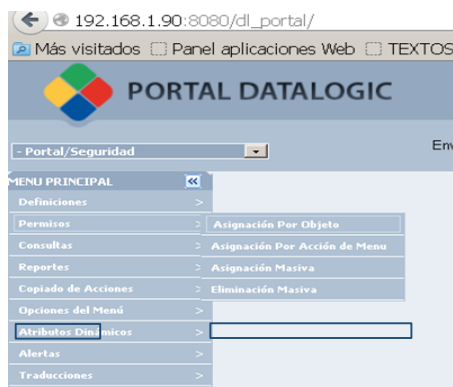 192.168.1.90:8080/dl_portal/
Más visitados Panel aplicaciones Web TEXTOS
PORTAL DATALOGIC
- Portal/Seguridad
Env
MENU PRINCIPAL «
Definiciones >
Permisos > Asignación Por Objeto
Consultas > Asignación Por Acción de Menu
Reportes > Asignación Masiva
Copiado de Acciones > Eliminación Masiva
Opciones del Menú >
Atributos Dinámicos >
Alertas >
Traducciones >